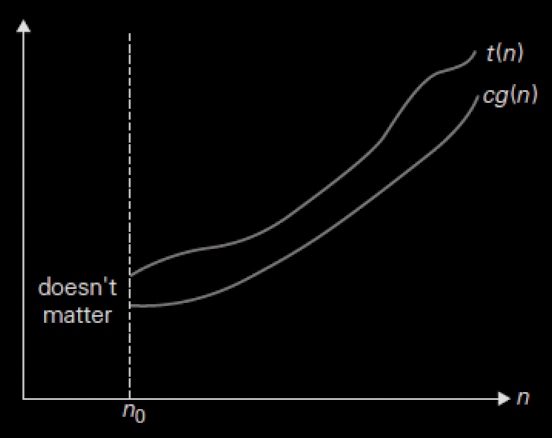 t(n)
cg(n)
doesn't
matter
n
n₀